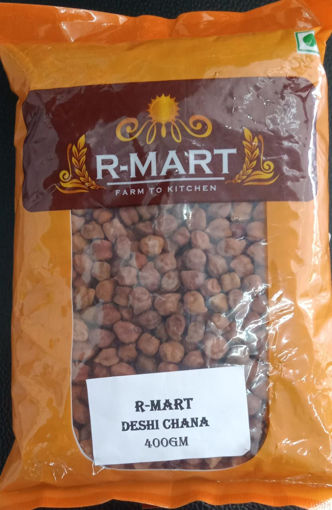 R-MART
FARM TO KITCHEN
R-MART
DESHI CHANA
400GM